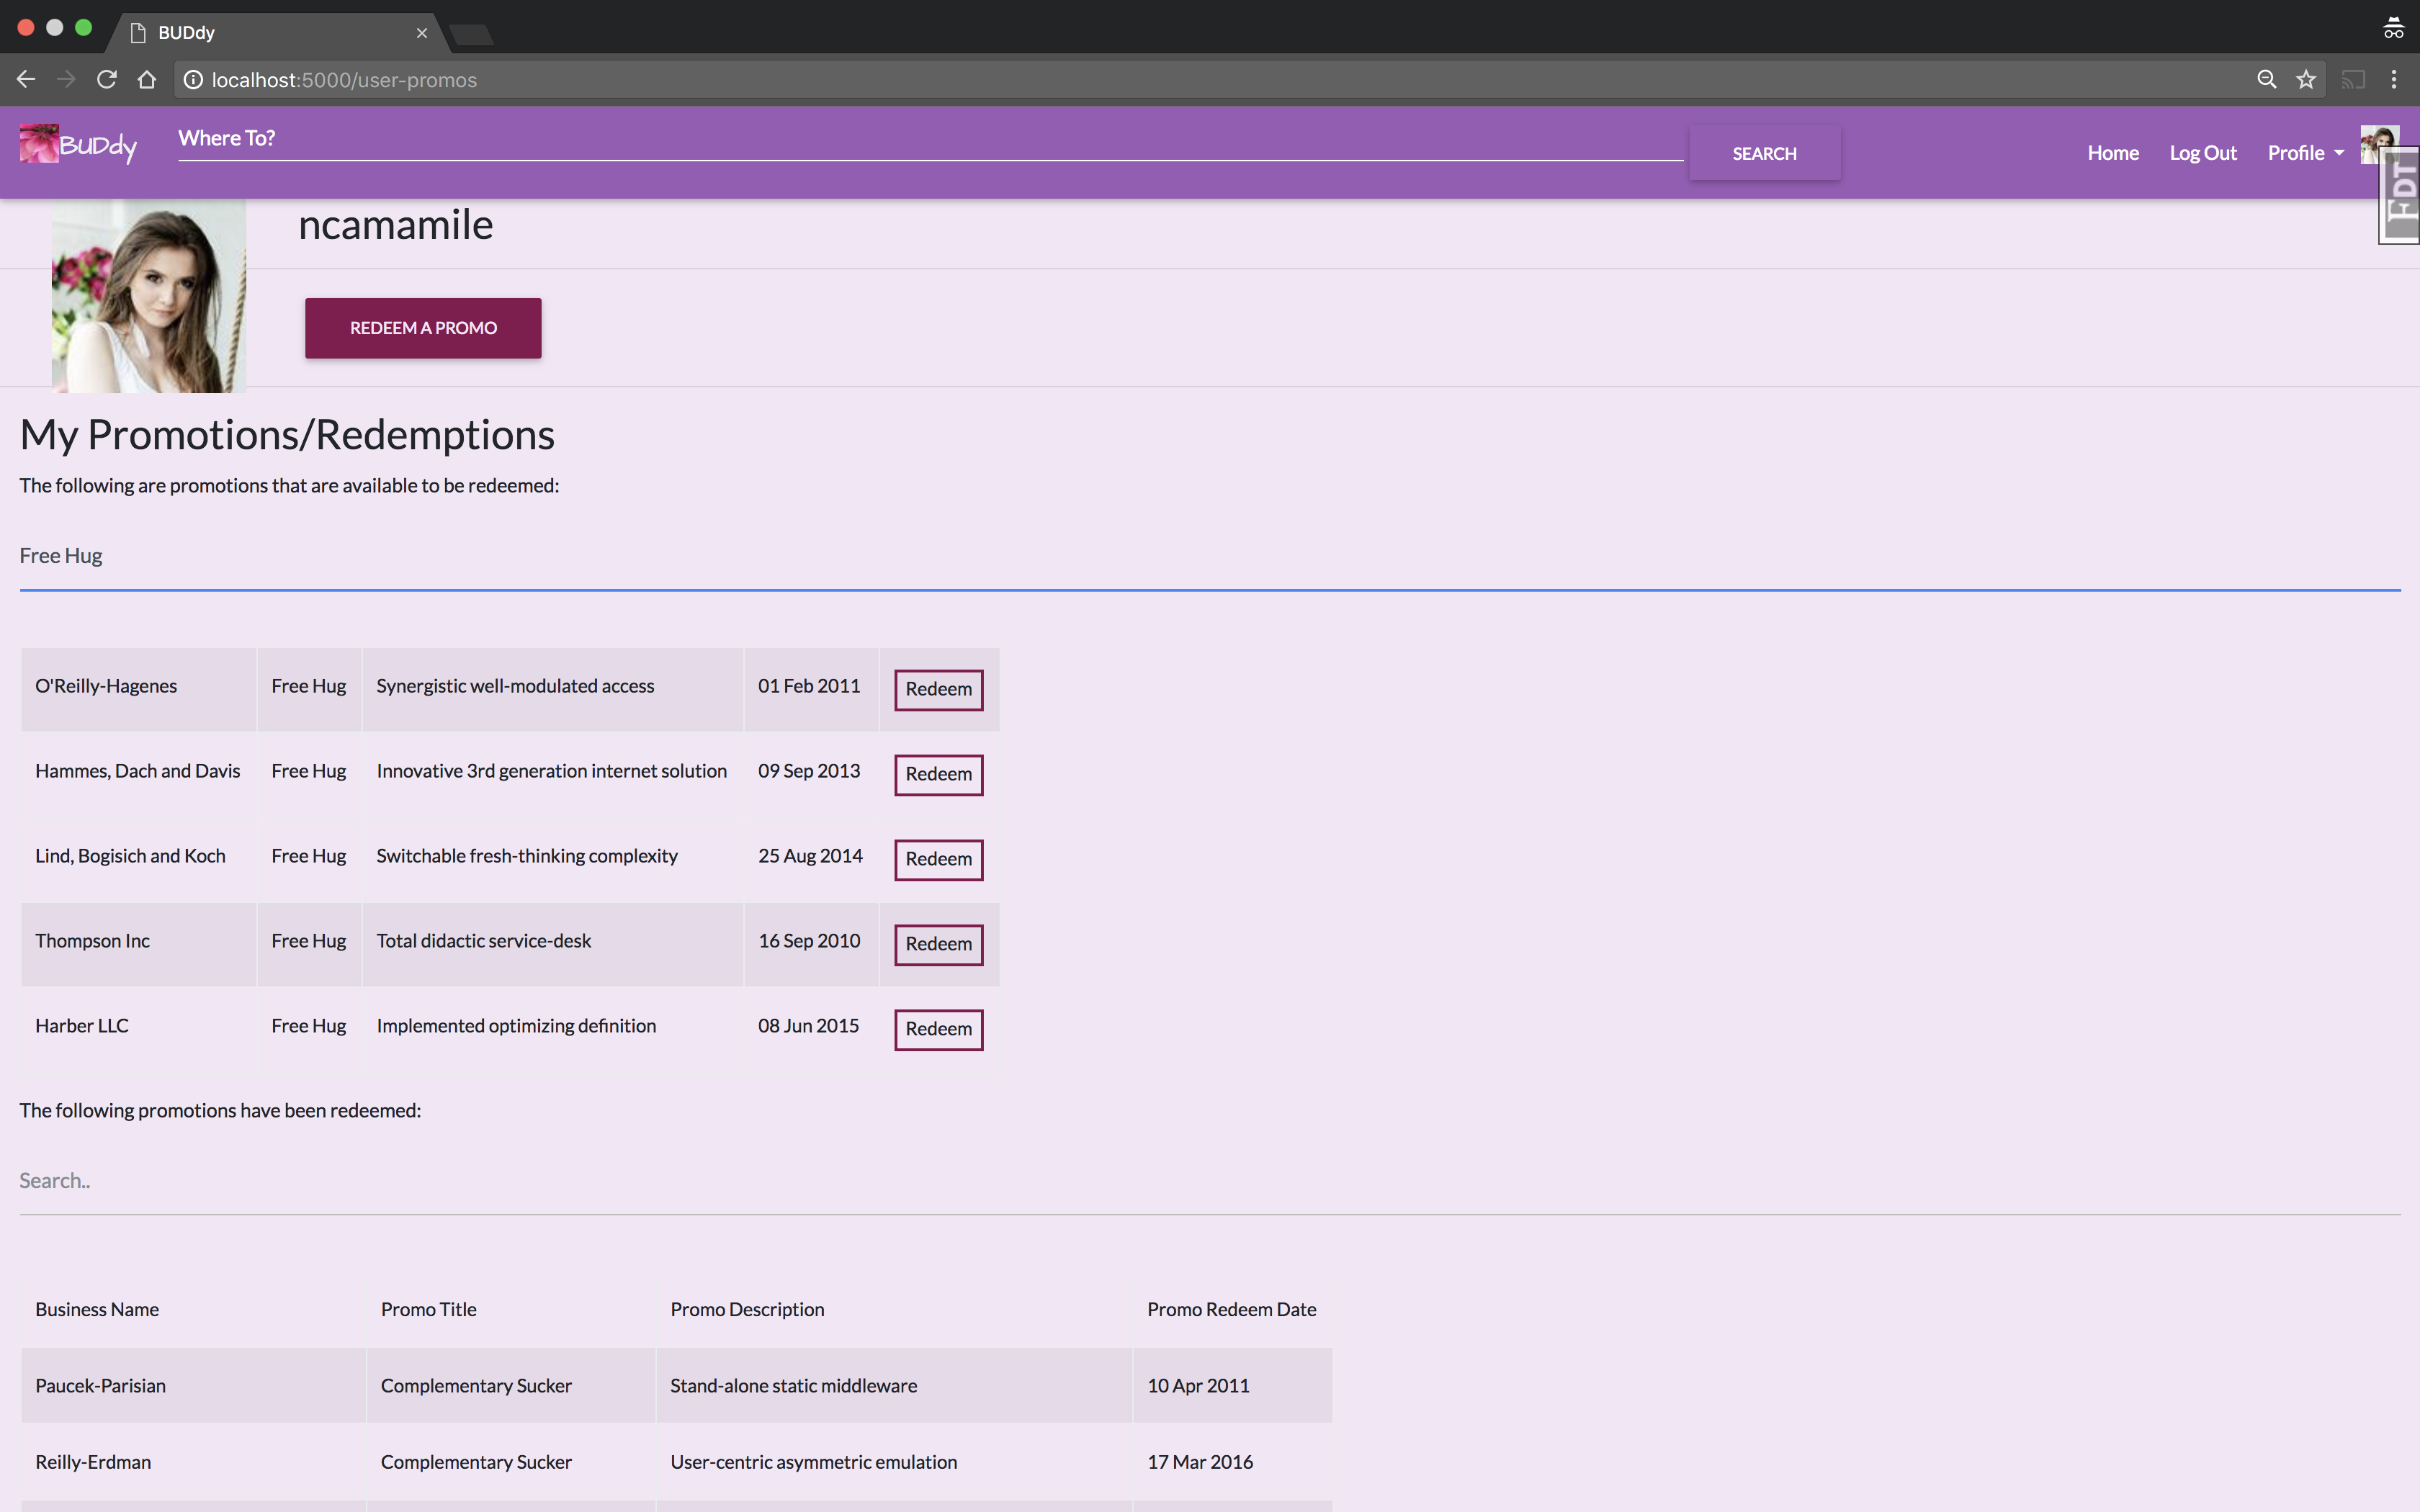 BUDdy
localhost:5000/user-promos
BUDdy
Where To?
SEARCH
Home Log Out Profile
FDT
ncamamile
REDEEM A PROMO
My Promotions/Redemptions
The following are promotions that are available to be redeemed:
Free Hug
O'Reilly-Hagenes Free Hug Synergistic well-modulated access 01 Feb 2011 Redeem
Hammes, Dach and Davis Free Hug Innovative 3rd generation internet solution 09 Sep 2013 Redeem
Lind, Bogisich and Koch Free Hug Switchable fresh-thinking complexity 25 Aug 2014 Redeem
Thompson Inc Free Hug Total didactic service-desk 16 Sep 2010 Redeem
Harber LLC Free Hug Implemented optimizing definition 08 Jun 2015 Redeem
The following promotions have been redeemed:
Search..
Business Name Promo Title Promo Description Promo Redeem Date
Paucek-Parisian Complementary Sucker Stand-alone static middleware 10 Apr 2011
Reilly-Erdman Complementary Sucker User-centric asymmetric emulation 17 Mar 2016